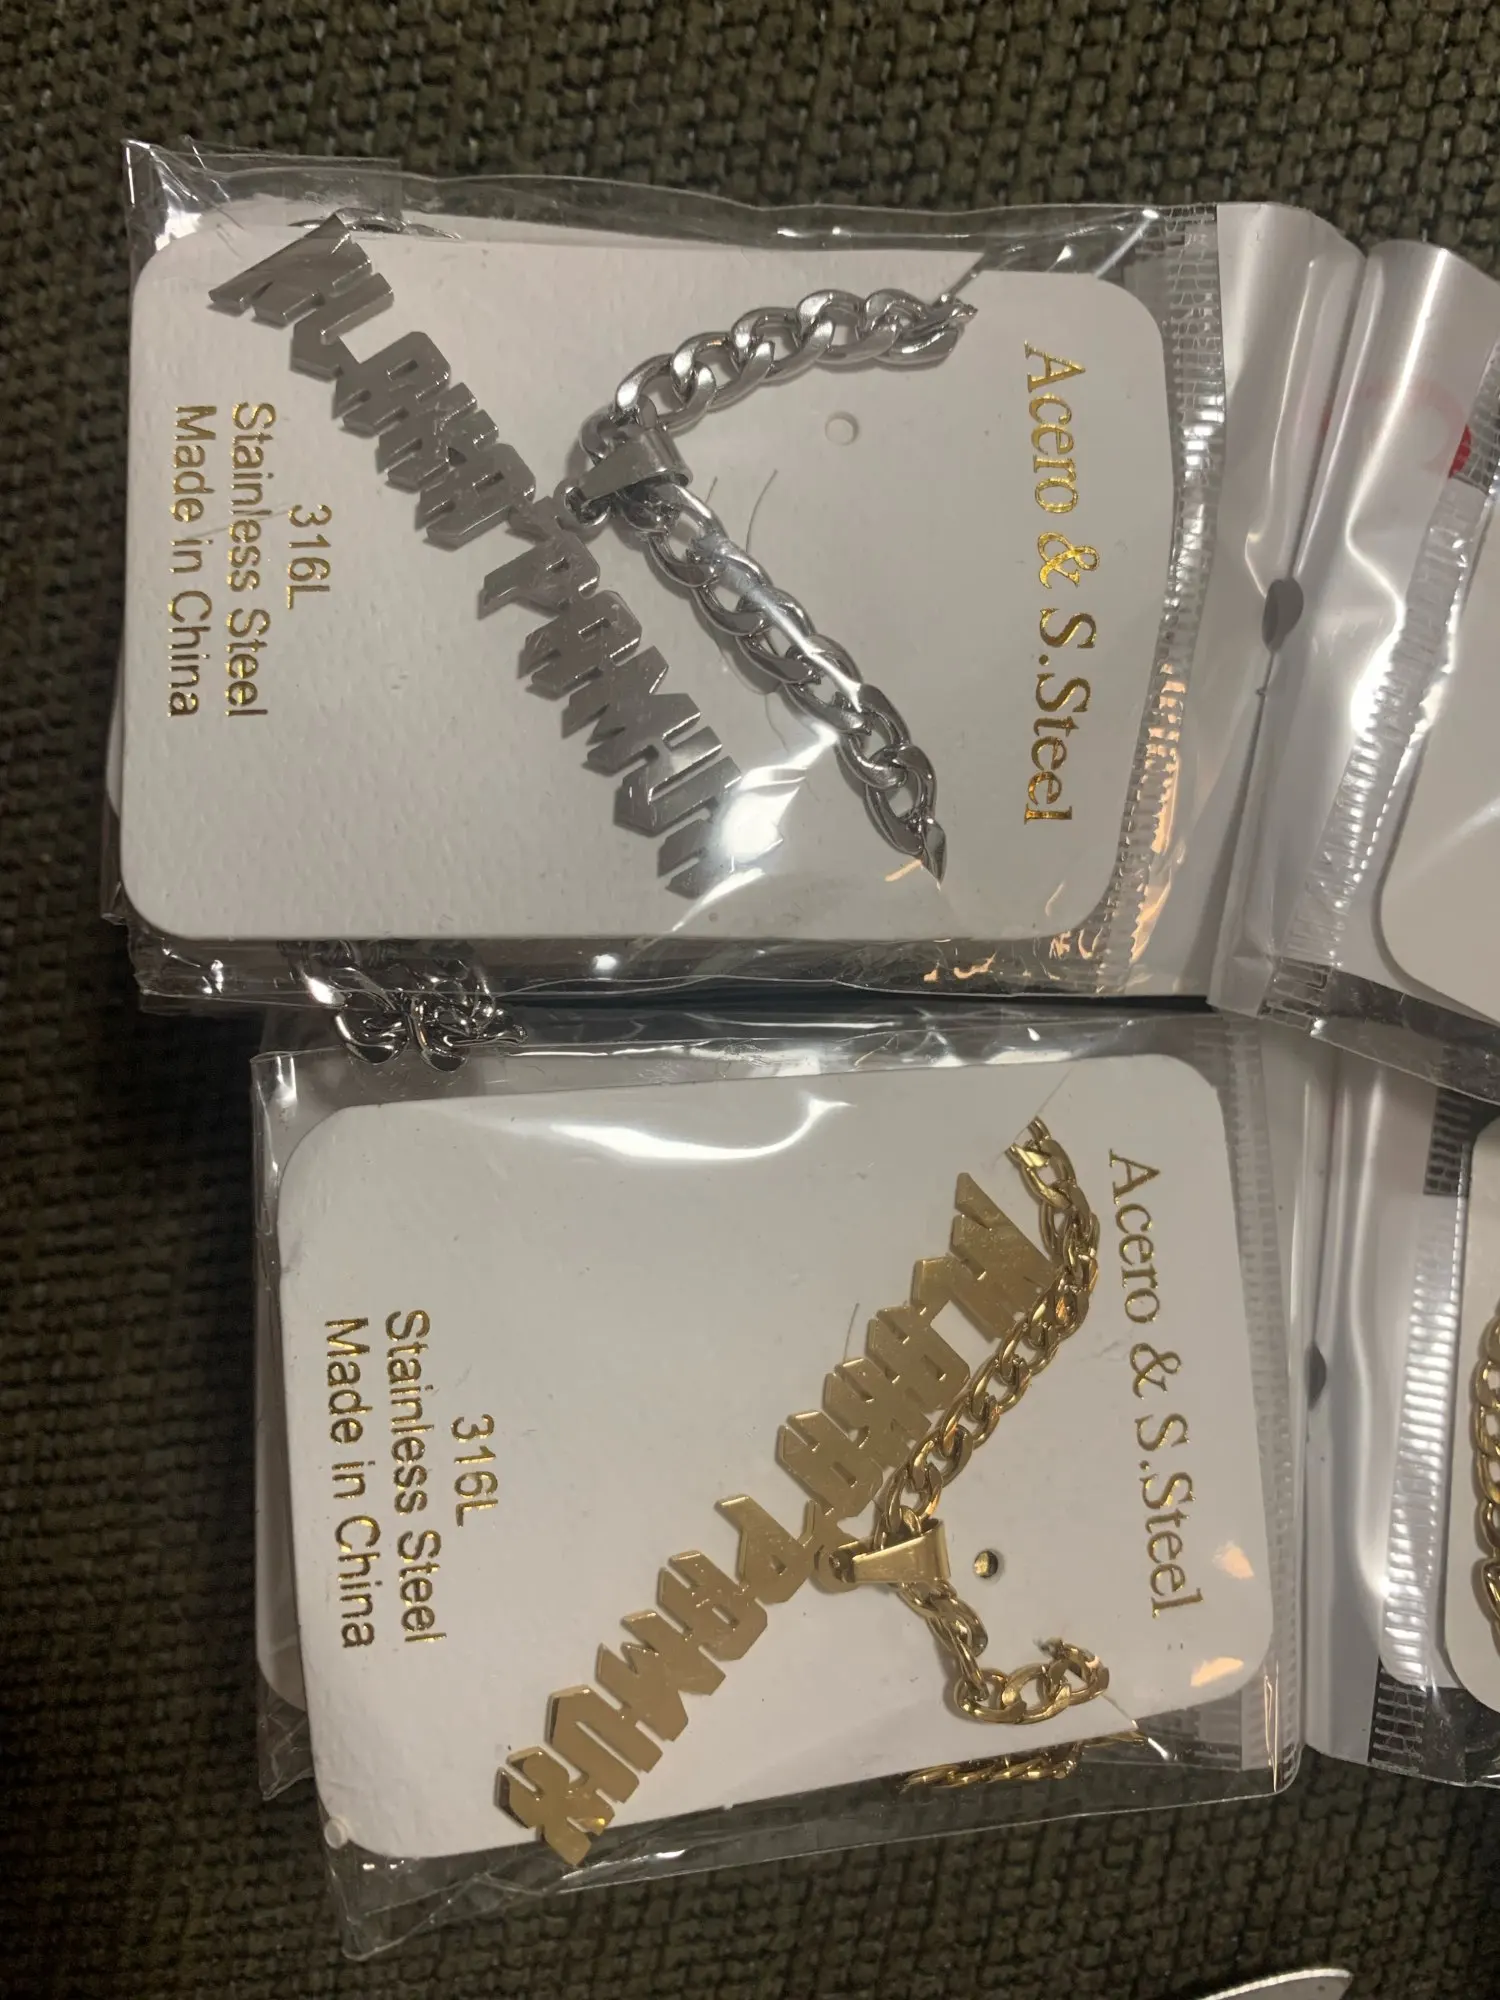 Acero & S.Steel
316L
Stainless Steel
Made in China
Acero & S.Steel
316L
Stainless Steel
Made in China